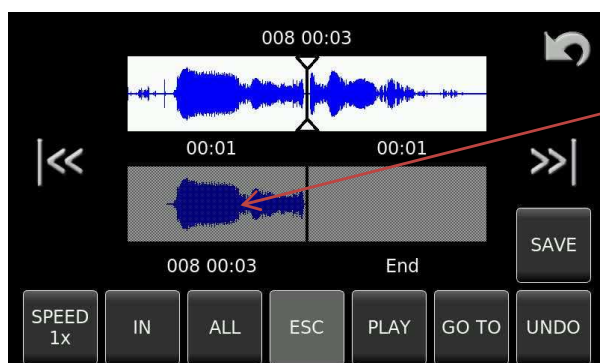 008 00:03
|<<
00:01 00:01
>>|
008 00:03 End
SAVE
SPEED
1x
IN
ALL
ESC
PLAY
GO TO
UNDO